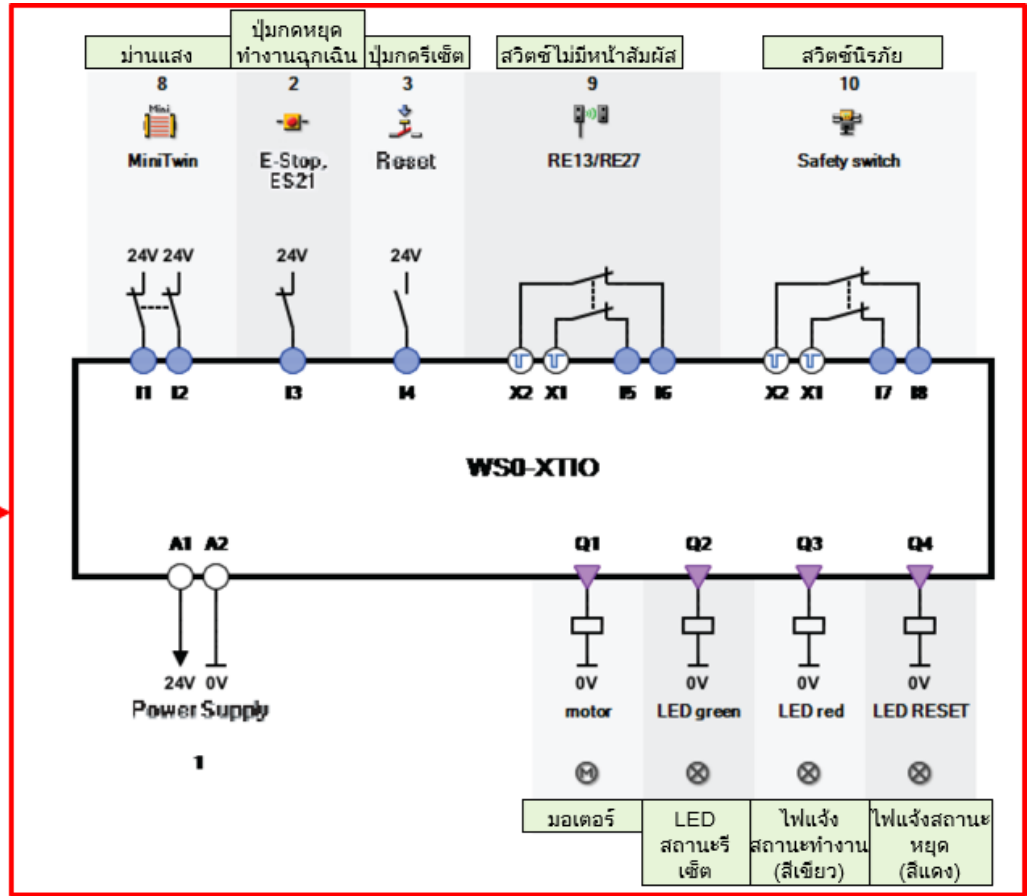 ม่านแสง
ปุ่มกดหยุด
ทำงานฉุกเฉิน
ปุ่มกดรีเซ็ต
สวิตซ์ไม่มีหน้าสัมผัส
สวิตซ์นิรภัย
8 2 3 9 10
Mini
MiniTwin
E-Stop,
ES21
Reset
RE13/RE27
Safety switch
24V 24V 24V 24V
I1 I2 I3 I4 X2 X1 I5 I6 X2 X1 I7 I8
WS0-XTIO
A1 A2 Q1 Q2 Q3 Q4
24V 0V 0V 0V 0V 0V
Power Supply
motor LED green LED red LED RESET
1
M
มอเตอร์
LED
สถานะรี
เซ็ต
ไฟแจ้ง
สถานะทำงาน
(สีเขียว)
ไฟแจ้งสถานะ
หยุด
(สีแดง)